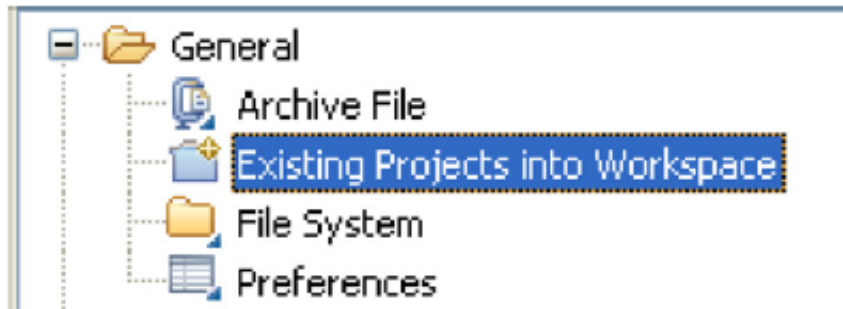 General
Archive File
Existing Projects into Workspace
File System
Preferences